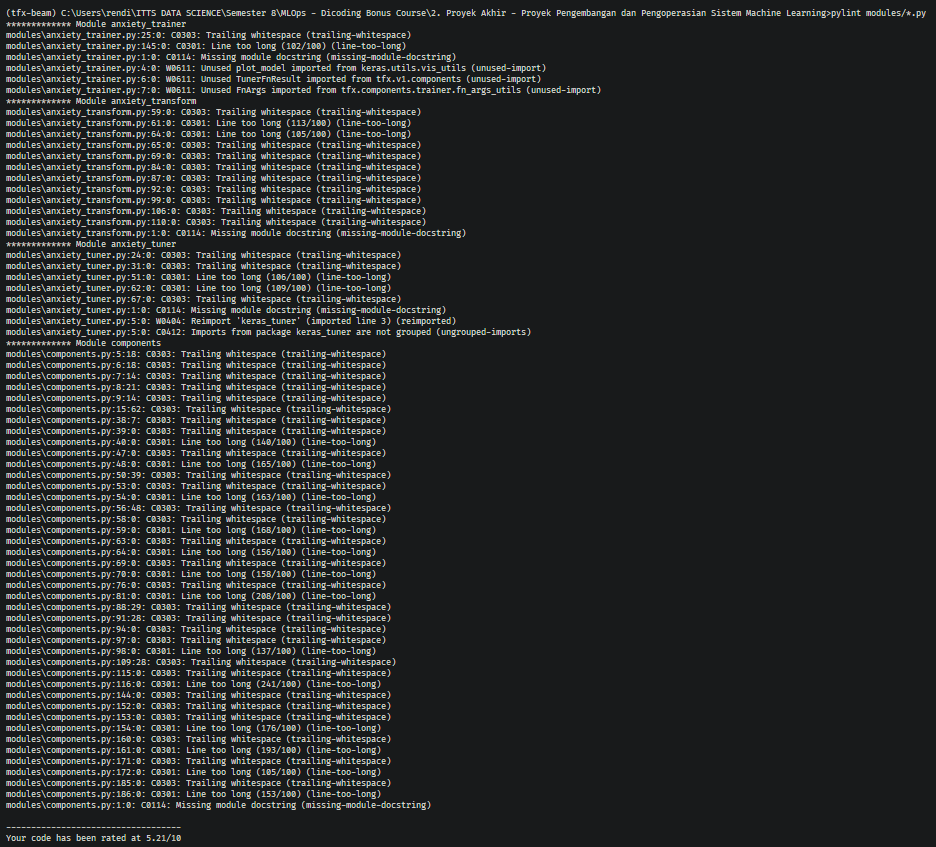 (tfx-beam) C:\Users\rendi\ITTS DATA SCIENCE\Semester 8\MLOps - Dicoding Bonus Course\2. Proyek Akhir - Proyek Pengembangan dan Pengoperasian Sistem Machine Learning>pylint modules/*.py
************* Module anxiety_trainer
modules\anxiety_trainer.py:25:0: C0303: Trailing whitespace (trailing-whitespace)
modules\anxiety_trainer.py:145:0: C0301: Line too long (102/100) (line-too-long)
modules\anxiety_trainer.py:1:0: C0114: Missing module docstring (missing-module-docstring)
modules\anxiety_trainer.py:4:0: W0611: Unused plot_model imported from keras.utils.vis_utils (unused-import)
modules\anxiety_trainer.py:6:0: W0611: Unused TunerFnResult imported from tfx.v1.components (unused-import)
modules\anxiety_trainer.py:7:0: W0611: Unused FnArgs imported from tfx.components.trainer.fn_args_utils (unused-import)
************* Module anxiety_transform
modules\anxiety_transform.py:59:0: C0303: Trailing whitespace (trailing-whitespace)
modules\anxiety_transform.py:61:0: C0301: Line too long (113/100) (line-too-long)
modules\anxiety_transform.py:64:0: C0301: Line too long (105/100) (line-too-long)
modules\anxiety_transform.py:65:0: C0303: Trailing whitespace (trailing-whitespace)
modules\anxiety_transform.py:69:0: C0303: Trailing whitespace (trailing-whitespace)
modules\anxiety_transform.py:84:0: C0303: Trailing whitespace (trailing-whitespace)
modules\anxiety_transform.py:87:0: C0303: Trailing whitespace (trailing-whitespace)
modules\anxiety_transform.py:92:0: C0303: Trailing whitespace (trailing-whitespace)
modules\anxiety_transform.py:99:0: C0303: Trailing whitespace (trailing-whitespace)
modules\anxiety_transform.py:106:0: C0303: Trailing whitespace (trailing-whitespace)
modules\anxiety_transform.py:110:0: C0303: Trailing whitespace (trailing-whitespace)
modules\anxiety_transform.py:1:0: C0114: Missing module docstring (missing-module-docstring)
************* Module anxiety_tuner
modules\anxiety_tuner.py:24:0: C0303: Trailing whitespace (trailing-whitespace)
modules\anxiety_tuner.py:31:0: C0303: Trailing whitespace (trailing-whitespace)
modules\anxiety_tuner.py:51:0: C0301: Line too long (106/100) (line-too-long)
modules\anxiety_tuner.py:62:0: C0301: Line too long (109/100) (line-too-long)
modules\anxiety_tuner.py:67:0: C0303: Trailing whitespace (trailing-whitespace)
modules\anxiety_tuner.py:1:0: C0114: Missing module docstring (missing-module-docstring)
modules\anxiety_tuner.py:5:0: W0404: Reimport 'keras_tuner' (imported line 3) (reimported)
modules\anxiety_tuner.py:5:0: C0412: Imports from package keras_tuner are not grouped (ungrouped-imports)
************* Module components
modules\components.py:5:18: C0303: Trailing whitespace (trailing-whitespace)
modules\components.py:6:18: C0303: Trailing whitespace (trailing-whitespace)
modules\components.py:7:14: C0303: Trailing whitespace (trailing-whitespace)
modules\components.py:8:21: C0303: Trailing whitespace (trailing-whitespace)
modules\components.py:9:14: C0303: Trailing whitespace (trailing-whitespace)
modules\components.py:15:62: C0303: Trailing whitespace (trailing-whitespace)
modules\components.py:38:7: C0303: Trailing whitespace (trailing-whitespace)
modules\components.py:39:0: C0303: Trailing whitespace (trailing-whitespace)
modules\components.py:40:0: C0301: Line too long (140/100) (line-too-long)
modules\components.py:47:0: C0303: Trailing whitespace (trailing-whitespace)
modules\components.py:48:0: C0301: Line too long (165/100) (line-too-long)
modules\components.py:50:39: C0303: Trailing whitespace (trailing-whitespace)
modules\components.py:53:0: C0303: Trailing whitespace (trailing-whitespace)
modules\components.py:54:0: C0301: Line too long (163/100) (line-too-long)
modules\components.py:56:48: C0303: Trailing whitespace (trailing-whitespace)
modules\components.py:58:0: C0303: Trailing whitespace (trailing-whitespace)
modules\components.py:59:0: C0301: Line too long (168/100) (line-too-long)
modules\components.py:63:0: C0303: Trailing whitespace (trailing-whitespace)
modules\components.py:64:0: C0301: Line too long (156/100) (line-too-long)
modules\components.py:69:0: C0303: Trailing whitespace (trailing-whitespace)
modules\components.py:70:0: C0301: Line too long (158/100) (line-too-long)
modules\components.py:76:0: C0303: Trailing whitespace (trailing-whitespace)
modules\components.py:81:0: C0301: Line too long (208/100) (line-too-long)
modules\components.py:88:29: C0303: Trailing whitespace (trailing-whitespace)
modules\components.py:91:28: C0303: Trailing whitespace (trailing-whitespace)
modules\components.py:94:0: C0303: Trailing whitespace (trailing-whitespace)
modules\components.py:97:0: C0303: Trailing whitespace (trailing-whitespace)
modules\components.py:98:0: C0301: Line too long (137/100) (line-too-long)
modules\components.py:109:28: C0303: Trailing whitespace (trailing-whitespace)
modules\components.py:115:0: C0303: Trailing whitespace (trailing-whitespace)
modules\components.py:116:0: C0301: Line too long (241/100) (line-too-long)
modules\components.py:144:0: C0303: Trailing whitespace (trailing-whitespace)
modules\components.py:152:0: C0303: Trailing whitespace (trailing-whitespace)
modules\components.py:153:0: C0303: Trailing whitespace (trailing-whitespace)
modules\components.py:154:0: C0301: Line too long (176/100) (line-too-long)
modules\components.py:160:0: C0303: Trailing whitespace (trailing-whitespace)
modules\components.py:161:0: C0301: Line too long (193/100) (line-too-long)
modules\components.py:171:0: C0303: Trailing whitespace (trailing-whitespace)
modules\components.py:172:0: C0301: Line too long (105/100) (line-too-long)
modules\components.py:185:0: C0303: Trailing whitespace (trailing-whitespace)
modules\components.py:186:0: C0301: Line too long (153/100) (line-too-long)
modules\components.py:1:0: C0114: Missing module docstring (missing-module-docstring)
-----------------------------------
Your code has been rated at 5.21/10